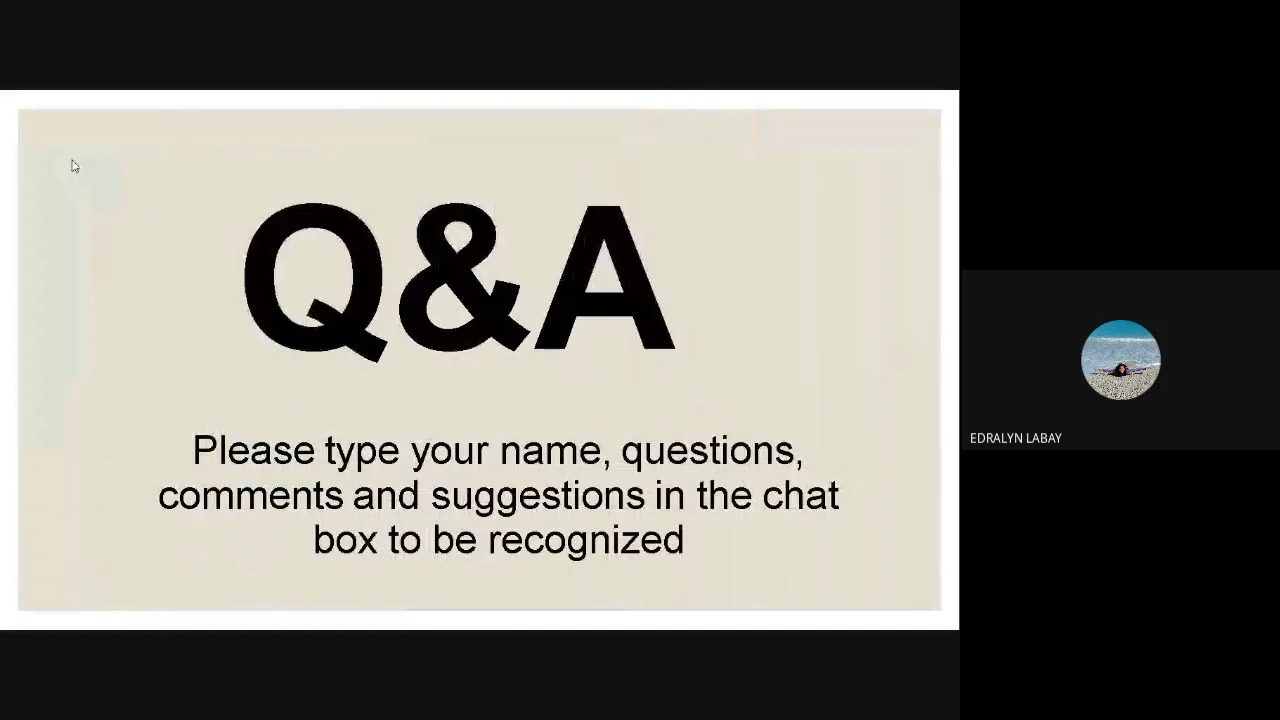 Q&A
Please type your name, questions,
comments and suggestions in the chat
box to be recognized
EDRALYN LABAY